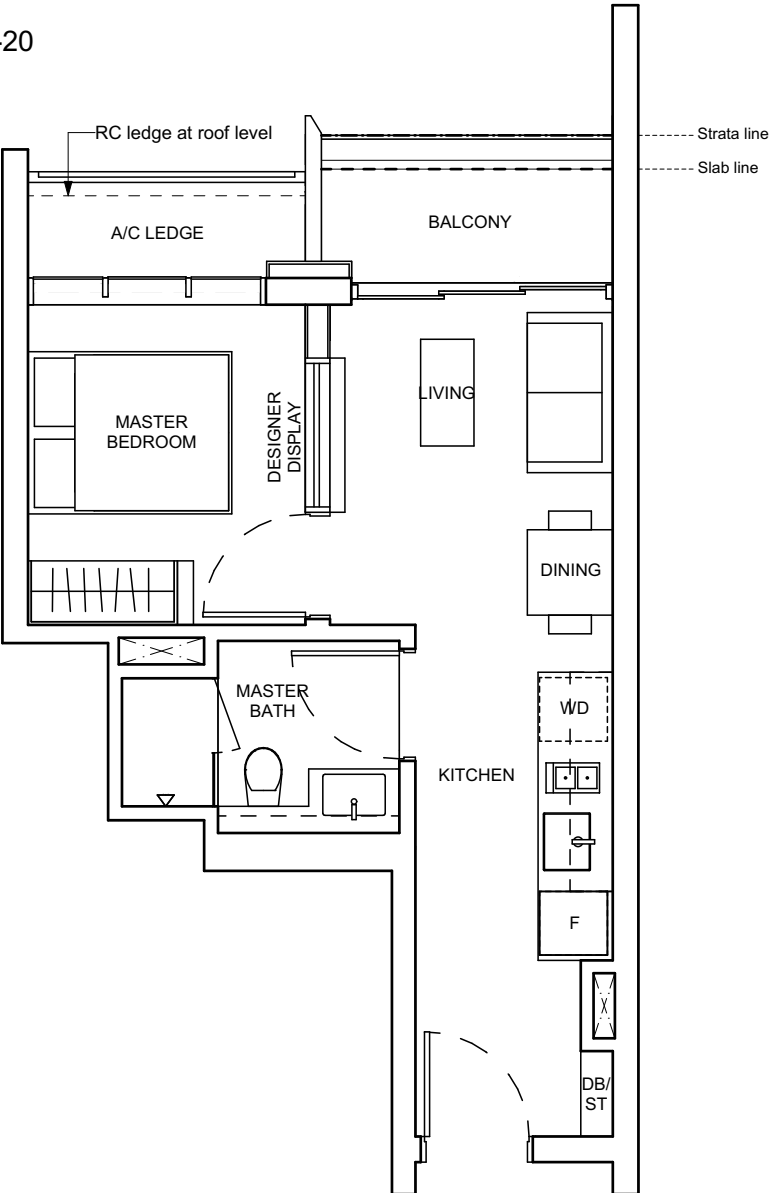 -20
RC ledge at roof level
Strata line
Slab line
A/C LEDGE
BALCONY
LIVING
MASTER
BEDROOM
DESIGNER
DISPLAY
DINING
MASTER
BATH
WD
KITCHEN
F
DB/
ST